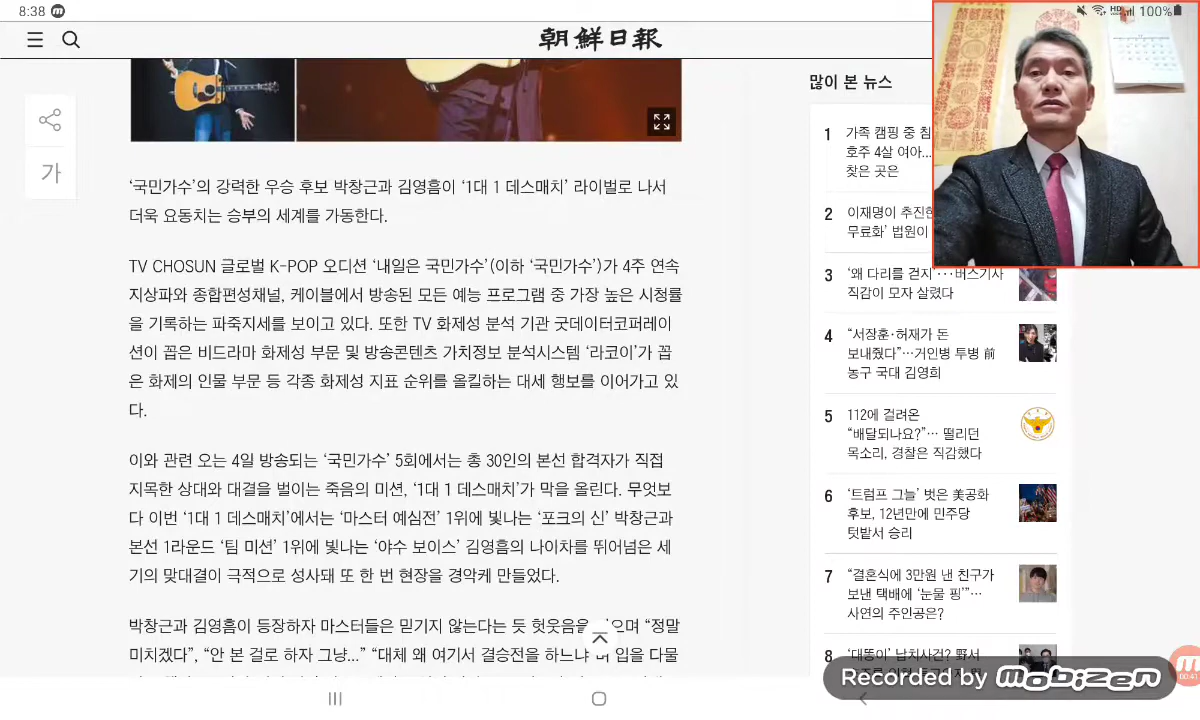 8:38
HD
100%
朝鮮日報
가
‘국민가수’의 강력한 우승 후보 박창근과 김영흠이 ‘1대 1 데스매치’ 라이벌로 나서
더욱 요동치는 승부의 세계를 가동한다.
TV CHOSUN 글로벌 K-POP 오디션 ‘내일은 국민가수’(이하 ‘국민가수’)가 4주 연속
지상파와 종합편성채널, 케이블에서 방송된 모든 예능 프로그램 중 가장 높은 시청률
을 기록하는 파죽지세를 보이고 있다. 또한 TV 화제성 분석 기관 굿데이터코퍼레이
션이 꼽은 비드라마 화제성 부문 및 방송콘텐츠 가치정보 분석시스템 ‘라코이’가 꼽
은 화제의 인물 부문 등 각종 화제성 지표 순위를 올킬하는 대세 행보를 이어가고 있
다.
이와 관련 오는 4일 방송되는 ‘국민가수’ 5회에서는 총 30인의 본선 합격자가 직접
지목한 상대와 대결을 벌이는 죽음의 미션, ‘1대 1 데스매치’가 막을 올린다. 무엇보
다 이번 ‘1대 1 데스매치’에서는 ‘마스터 예심전’ 1위에 빛나는 ‘포크의 신’ 박창근과
본선 1라운드 ‘팀 미션’ 1위에 빛나는 ‘야수 보이스’ 김영흠의 나이차를 뛰어넘은 세
기의 맞대결이 극적으로 성사돼 또 한 번 현장을 경악케 만들었다.
박창근과 김영흠이 등장하자 마스터들은 믿기지 않는다는 듯 헛웃음을 “정말
미치겠다”, “안 본 걸로 하자 그냥...” “대체 왜 여기서 결승전을 하느냐 며 입을 다물
많이 본 뉴스
1 가족 캠핑 중 
호주 4살 여아...
찾은 곳은
2 이재명이 추진한
무료화’ 법원이
3 ‘왜 다리를 걷지’…버스기사
직감이 모자 살렸다
4 “서장훈·허재가 돈
보내줬다”…거인병 투병 前
농구 국대 김영희
5 112에 걸려온
“배달되나요?”… 떨리던
목소리, 경찰은 직감했다
6 ‘트럼프 그늘’ 벗은 美공화
후보, 12년만에 민주당
텃밭서 승리
7 “결혼식에 3만원 낸 친구가
보낸 택배에 ‘눈물 핑’”…
사연의 주인공은?
8 ‘대뚱이’ 납치사건? 野서
Recorded by mobizen
00:41